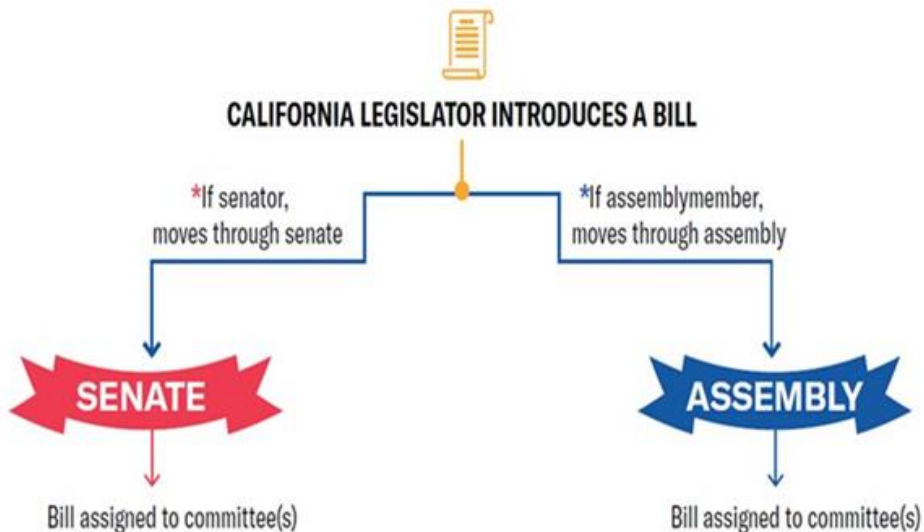 CALIFORNIA LEGISLATOR INTRODUCES A BILL
*If senator,
moves through senate
*If assemblymember,
moves through assembly
SENATE
ASSEMBLY
Bill assigned to committee(s)
Bill assigned to committee(s)